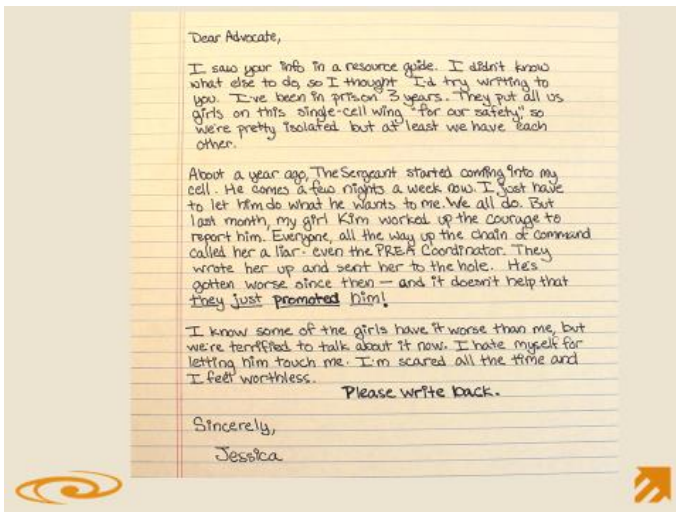 Dear Advocate,
I saw your info in a resource guide. I didn't know
what else to do, so I thought I'd try writing to
you. I've been in prison 3 years. They put all us
girls on this single-cell wing "for our safety," so
we're pretty isolated but at least we have each
other.
About a year ago, The Sergeant started coming into my
cell. He comes a few nights a week now. I just have
to let him do what he wants to me. We all do. But
last month, my girl Kim worked up the courage to
report him. Everyone, all the way up the chain of command
called her a liar - even the PREA Coordinator. They
wrote her up and sent her to the hole. He's
gotten worse since then — and it doesn't help that
they just promoted him!
I know some of the girls have it worse than me, but
we're terrified to talk about it now. I hate myself for
letting him touch me. I'm scared all the time and
I feel worthless.
Please write back.
Sincerely,
Jessica